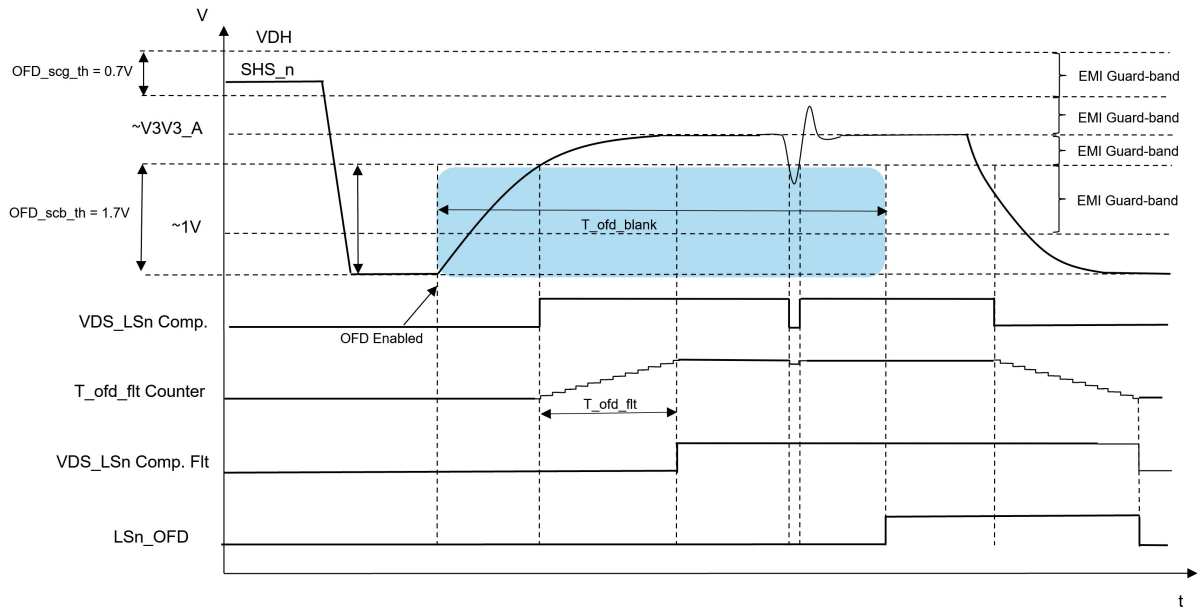 V
VDH
OFD_scg_th = 0.7V
SHS_n
EMI Guard-band
~V3V3_A
EMI Guard-band
EMI Guard-band
OFD_scb_th = 1.7V
EMI Guard-band
~1V
T_ofd_blank
VDS_LSn Comp.
OFD Enabled
T_ofd_flt Counter
T_ofd_flt
VDS_LSn Comp. Flt
LSn_OFD
t